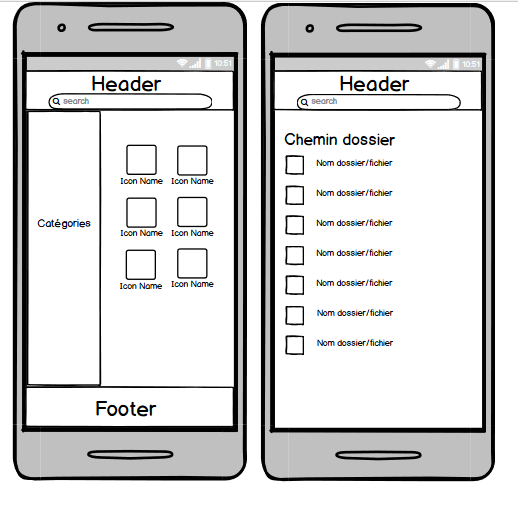 10:51
Header
search
Catégories
Icon Name Icon Name
Icon Name Icon Name
Icon Name Icon Name
Footer
10:51
Header
search
Chemin dossier
Nom dossier/fichier
Nom dossier/fichier
Nom dossier/fichier
Nom dossier/fichier
Nom dossier/fichier
Nom dossier/fichier
Nom dossier/fichier